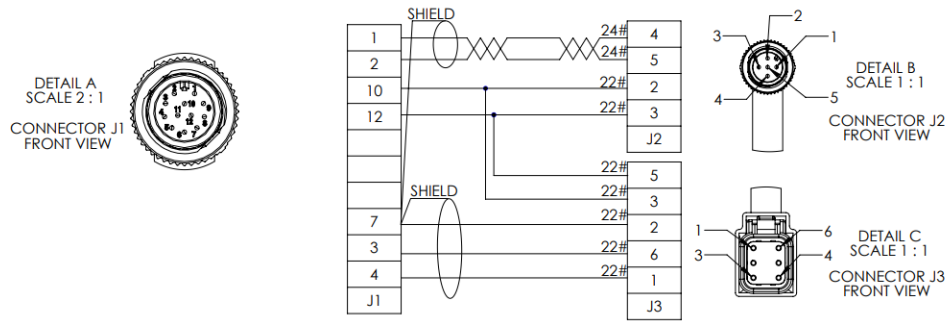 DETAIL A
SCALE 2 : 1
CONNECTOR J1
FRONT VIEW
SHIELD
1
2
10
12
7
3
4
J1
SHIELD
24#
24#
22#
22#
22#
22#
22#
22#
22#
4
5
2
3
J2
5
3
2
6
1
J3
2
3
1
4
5
DETAIL B
SCALE 1 : 1
CONNECTOR J2
FRONT VIEW
1
6
3
4
DETAIL C
SCALE 1 : 1
CONNECTOR J3
FRONT VIEW